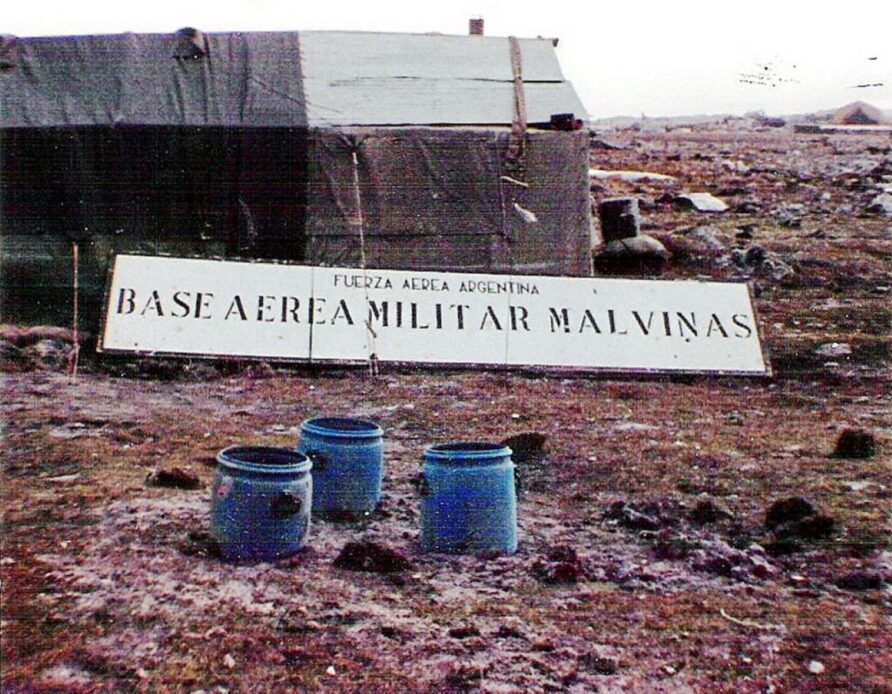 FUERZA AEREA ARGENTINA
BASE AEREA MILITAR MALVINAS